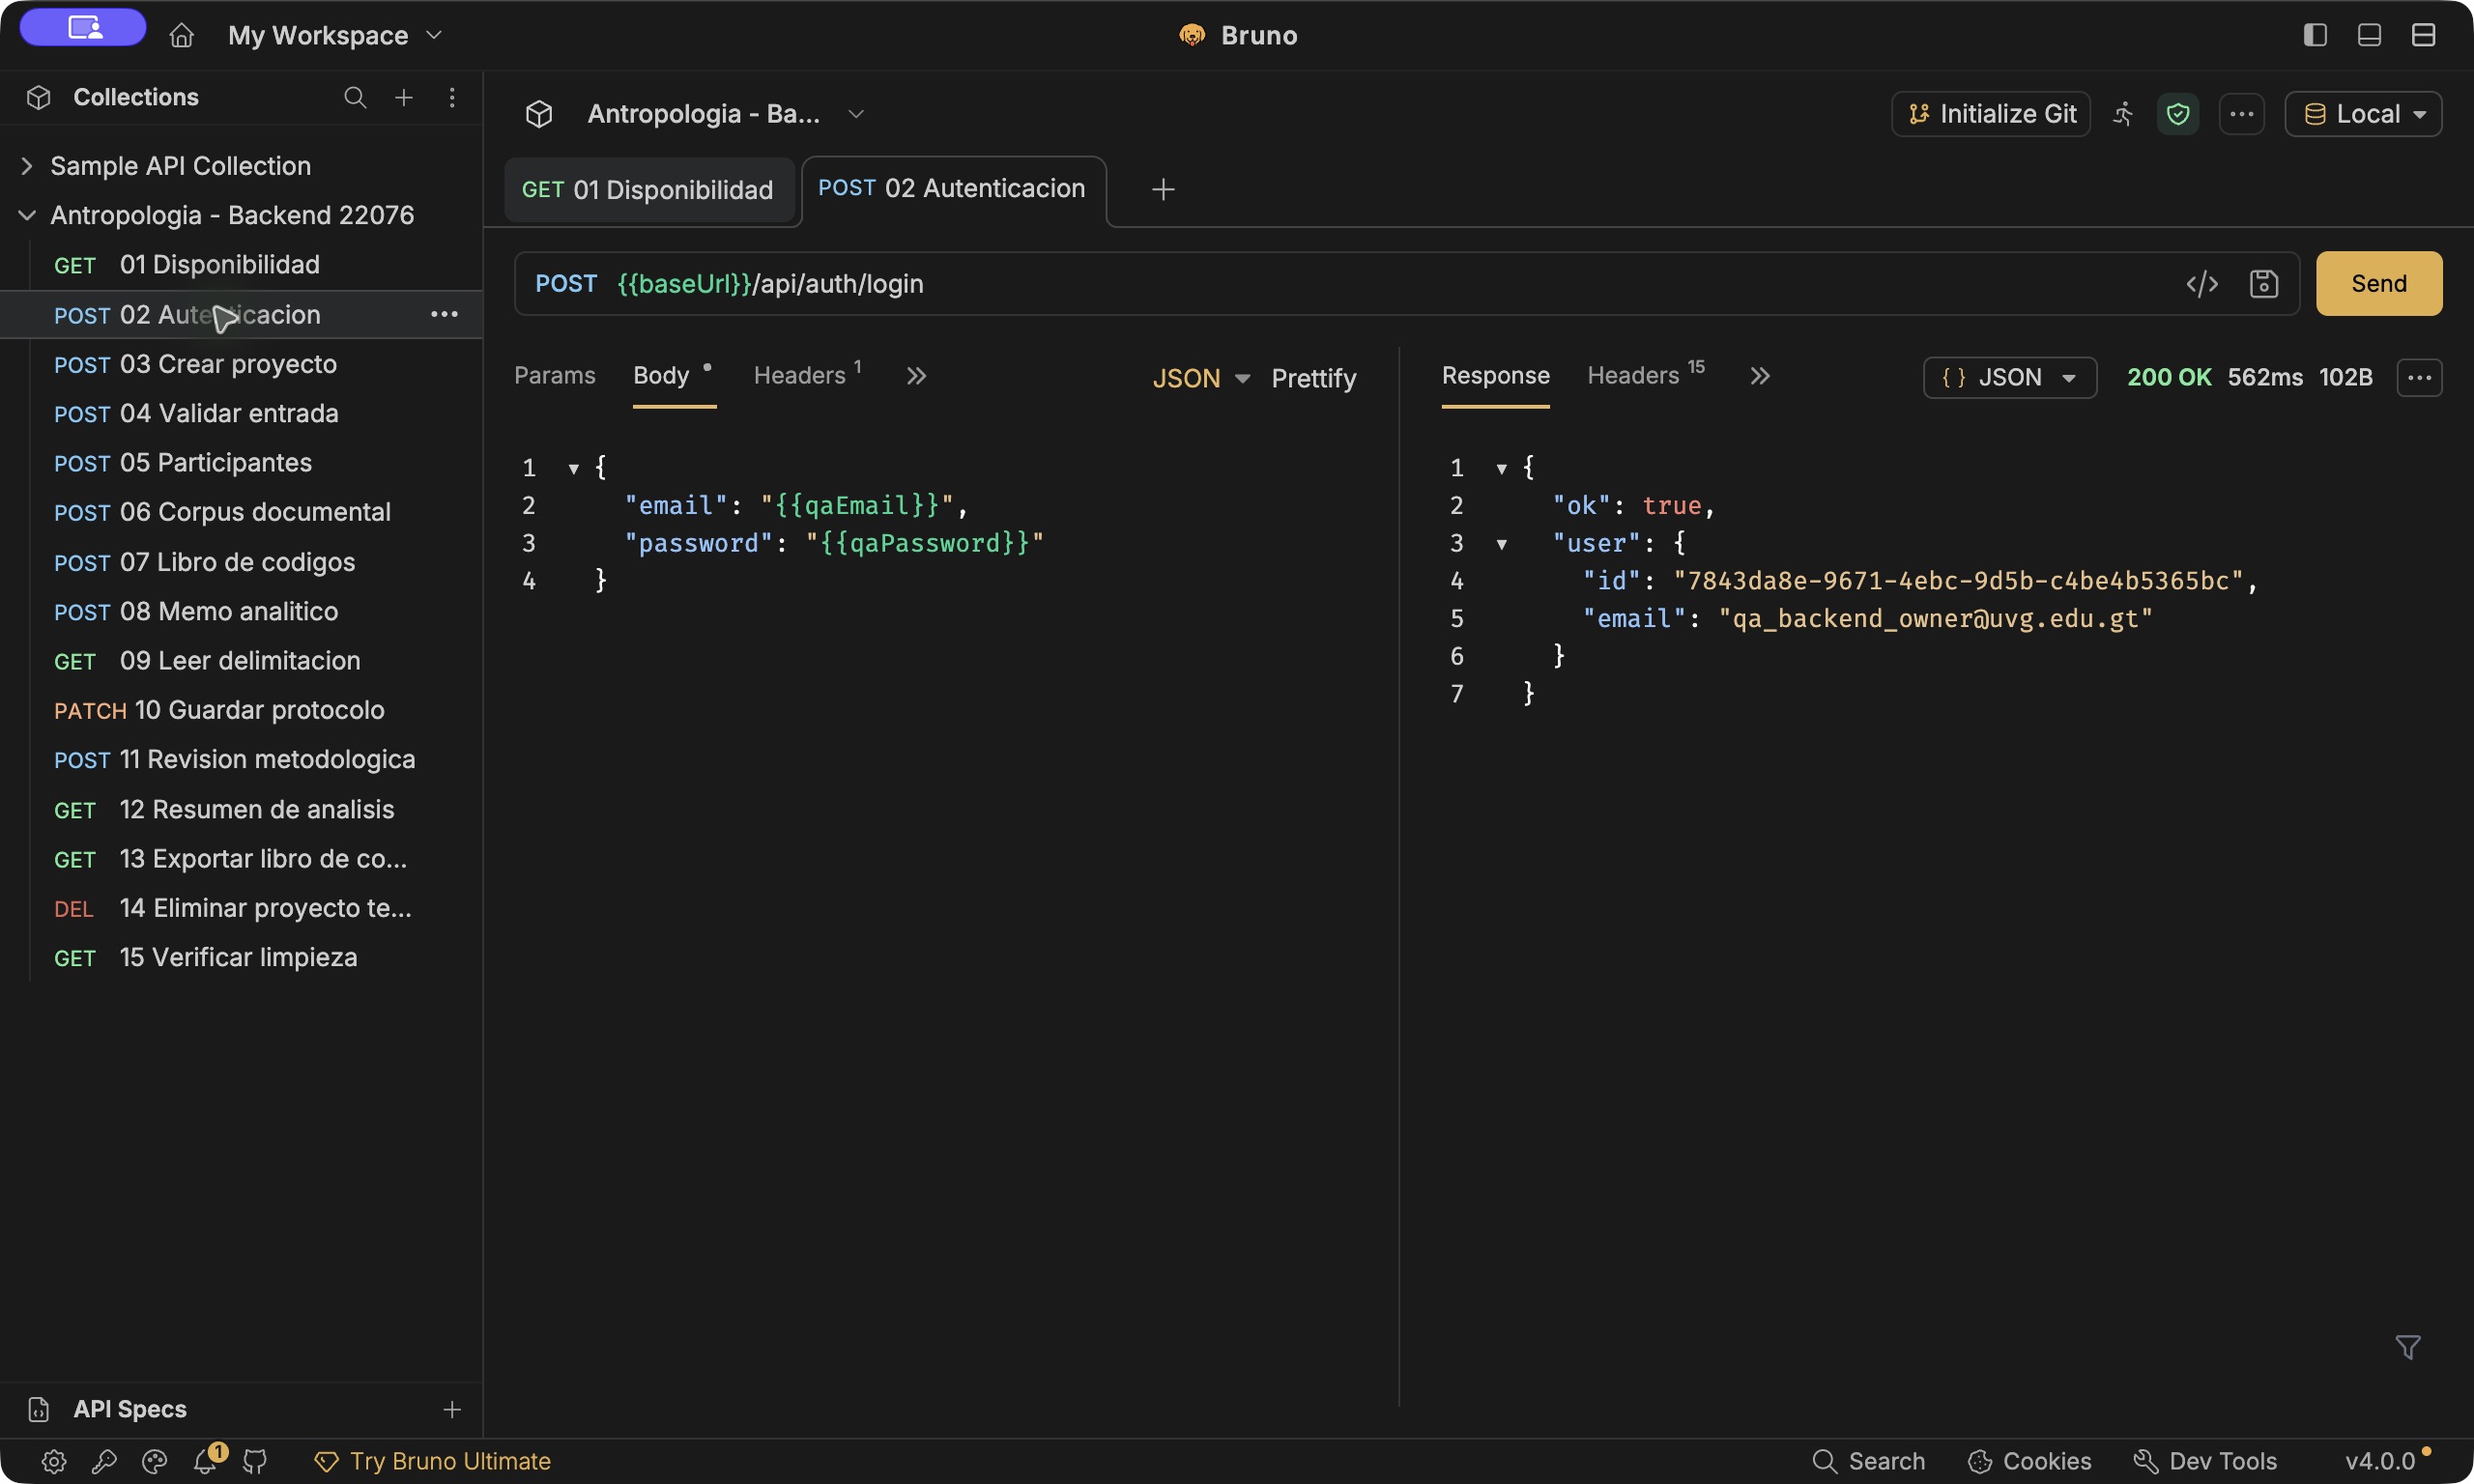 My Workspace
Bruno
Collections
Sample API Collection
Antropologia - Backend 22076
GET 01 Disponibilidad
POST 02 Autenticacion
POST 03 Crear proyecto
POST 04 Validar entrada
POST 05 Participantes
POST 06 Corpus documental
POST 07 Libro de codigos
POST 08 Memo analitico
GET 09 Leer delimitacion
PATCH 10 Guardar protocolo
POST 11 Revision metodologica
GET 12 Resumen de analisis
GET 13 Exportar libro de co...
DEL 14 Eliminar proyecto te...
GET 15 Verificar limpieza
API Specs
Antropologia - Ba...
Initialize Git
Local
GET 01 Disponibilidad
POST 02 Autenticacion
POST {{baseUrl}}/api/auth/login
Send
Params Body Headers 1
JSON Prettify
1 {
2 "email": "{{qaEmail}}",
3 "password": "{{qaPassword}}"
4 }
Response Headers 15
{ } JSON 200 OK 562ms 102B
1 {
2 "ok": true,
3 "user": {
4 "id": "7843da8e-9671-4ebc-9d5b-c4be4b5365bc",
5 "email": "qa_backend_owner@uvg.edu.gt"
6 }
7 }
1
Try Bruno Ultimate
Search
Cookies
Dev Tools
v4.0.0